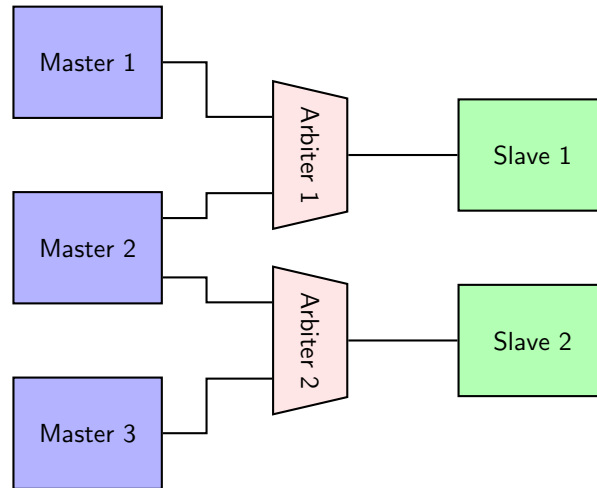 Master 1
Arbiter 1
Slave 1
Master 2
Arbiter 2
Slave 2
Master 3